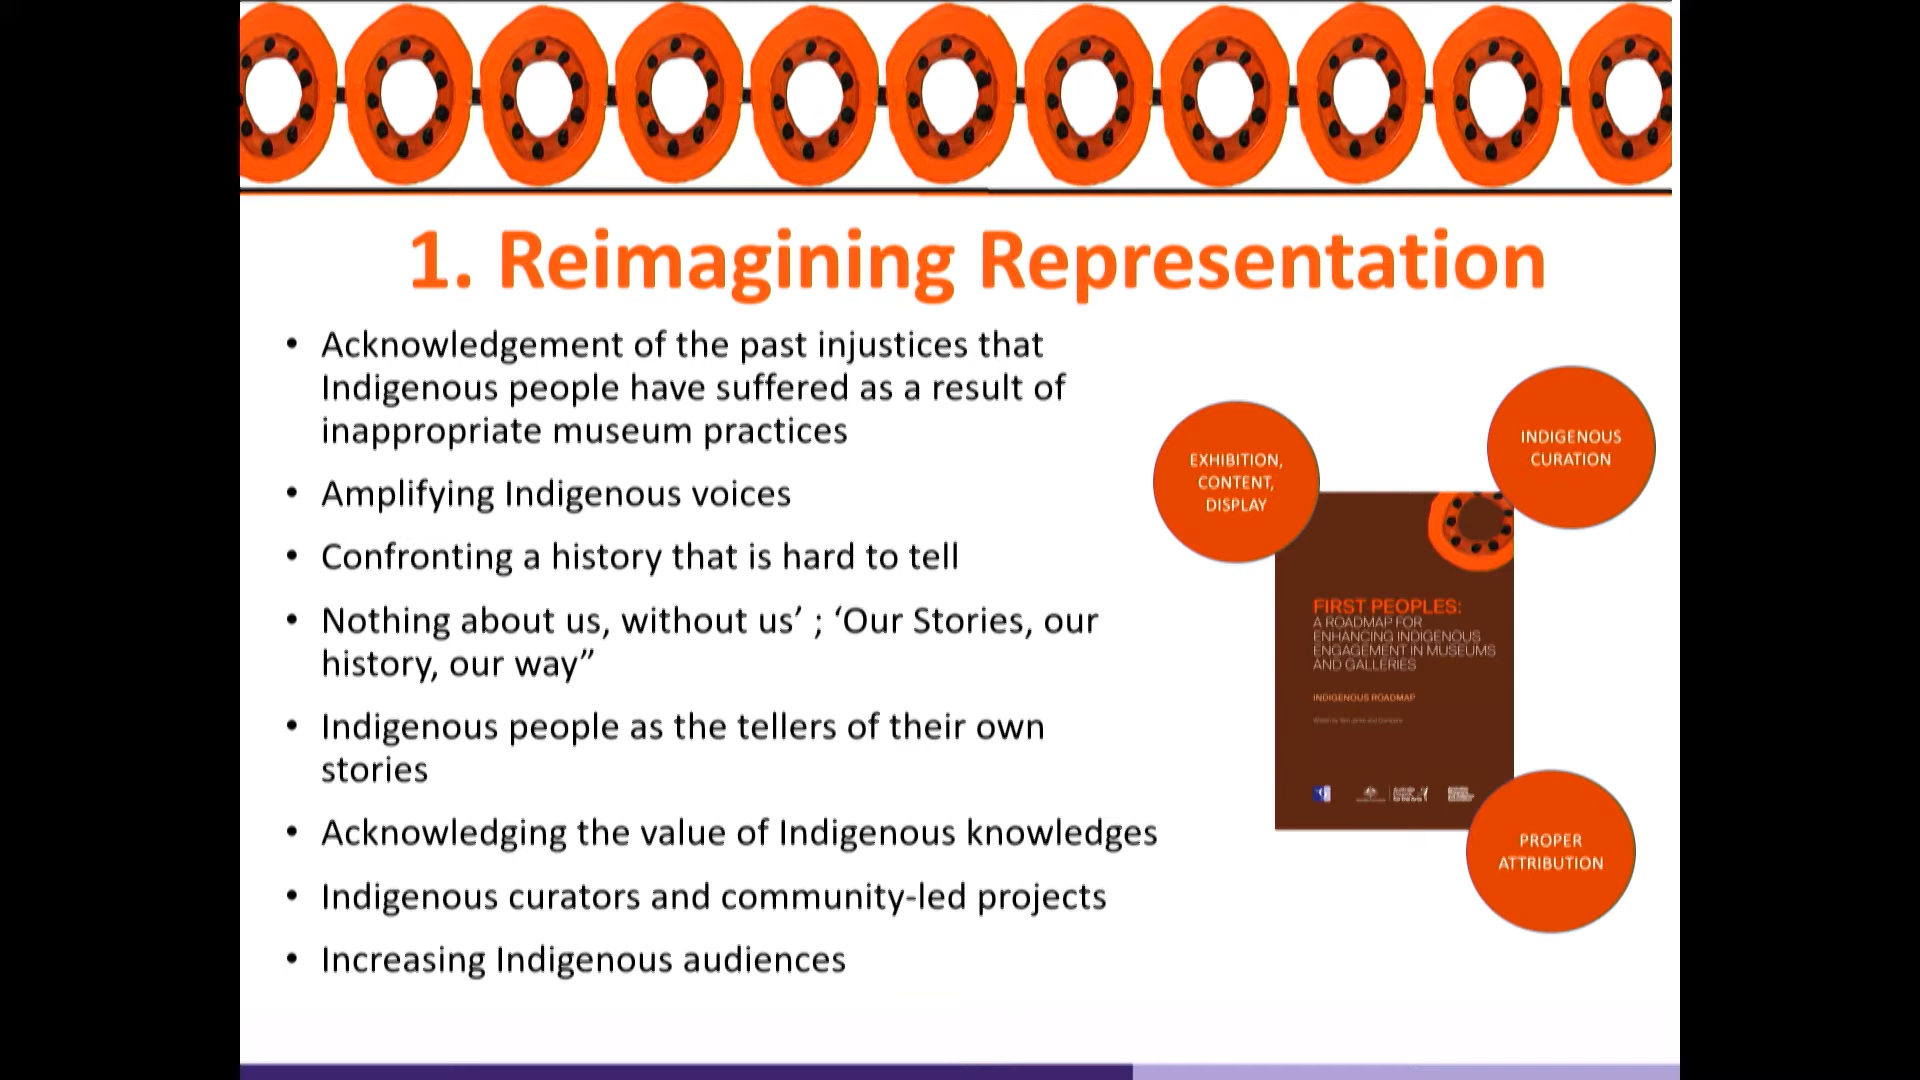 1. Reimagining Representation
• Acknowledgement of the past injustices that
Indigenous people have suffered as a result of
inappropriate museum practices
• Amplifying Indigenous voices
• Confronting a history that is hard to tell
• Nothing about us, without us’ ; ‘Our Stories, our
history, our way”
• Indigenous people as the tellers of their own
stories
• Acknowledging the value of Indigenous knowledges
• Indigenous curators and community-led projects
• Increasing Indigenous audiences
EXHIBITION,
CONTENT,
DISPLAY
INDIGENOUS
CURATION
FIRST PEOPLES:
A ROADMAP FOR
ENHANCING INDIGENOUS
ENGAGEMENT IN MUSEUMS
AND GALLERIES
INDIGENOUS ROADMAP
PROPER
ATTRIBUTION